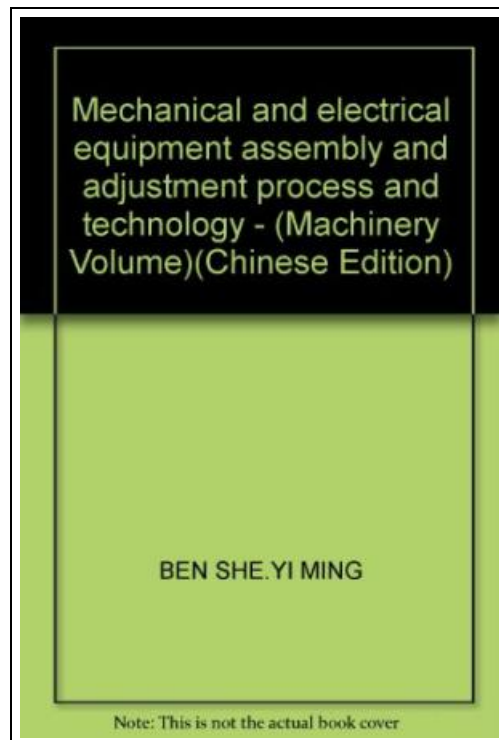 Mechanical and electrical
equipment assembly and
adjustment process and
technology - (Machinery
Volume)(Chinese Edition)
BEN SHE.YI MING
Note: This is not the actual book cover